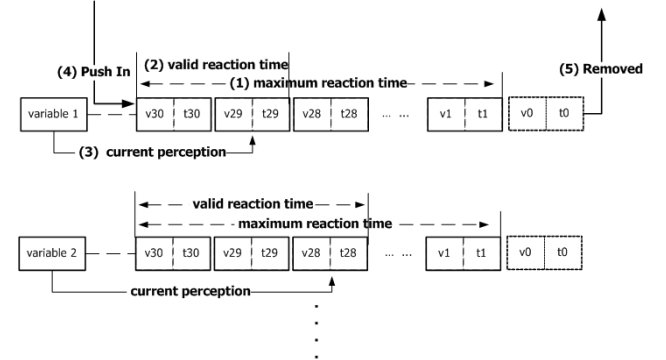 (2) valid reaction time
(4) Push In
(1) maximum reaction time
(5) Removed
variable 1 v30 t30 v29 t29 v28 t28 ... ... v1 t1 v0 t0
(3) current perception
valid reaction time
maximum reaction time
variable 2 v30 t30 v29 t29 v28 t28 ... ... v1 t1 v0 t0
current perception